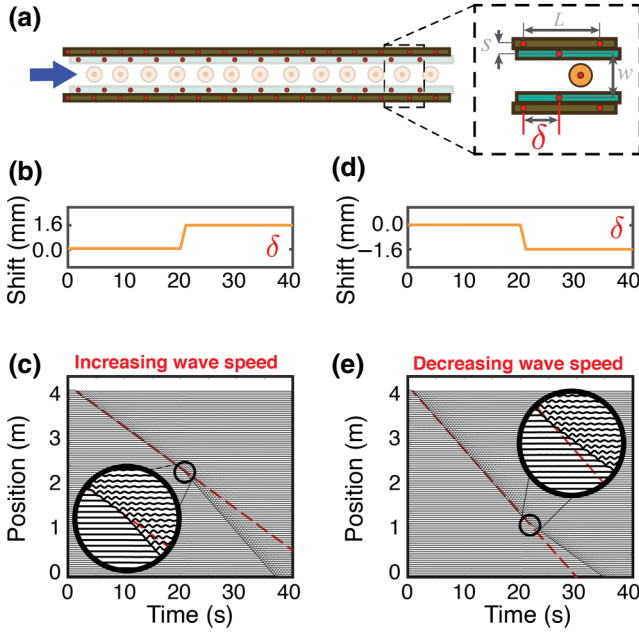 (a)
L
S
w
δ
(b)
Shift (mm)
1.6
0.0
δ
0 10 20 30 40
(d)
Shift (mm)
0.0
−1.6
δ
0 10 20 30 40
(c)
Increasing wave speed
Position (m)
4
3
2
1
0
0 10 20 30 40
Time (s)
(e)
Decreasing wave speed
Position (m)
4
3
2
1
0
0 10 20 30 40
Time (s)